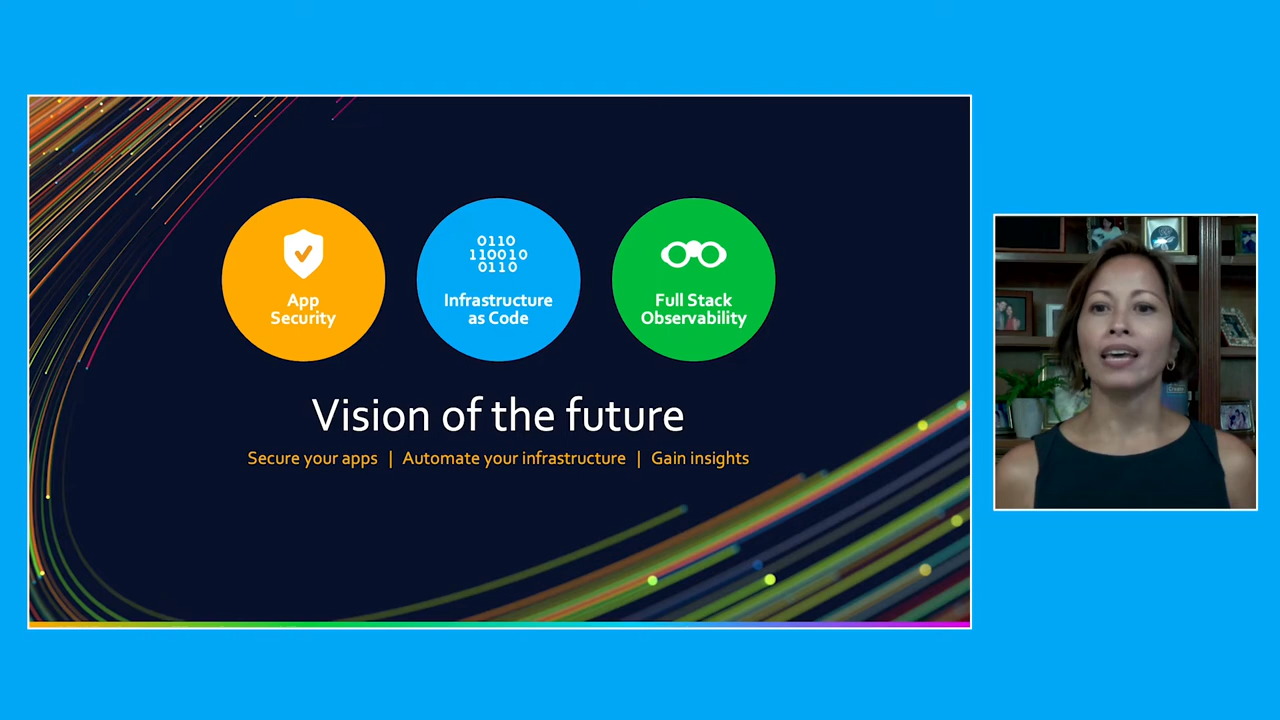 App
Security
0110
110010
0110
Infrastructure
as Code
Full Stack
Observability
Vision of the future
Secure your apps | Automate your infrastructure | Gain insights